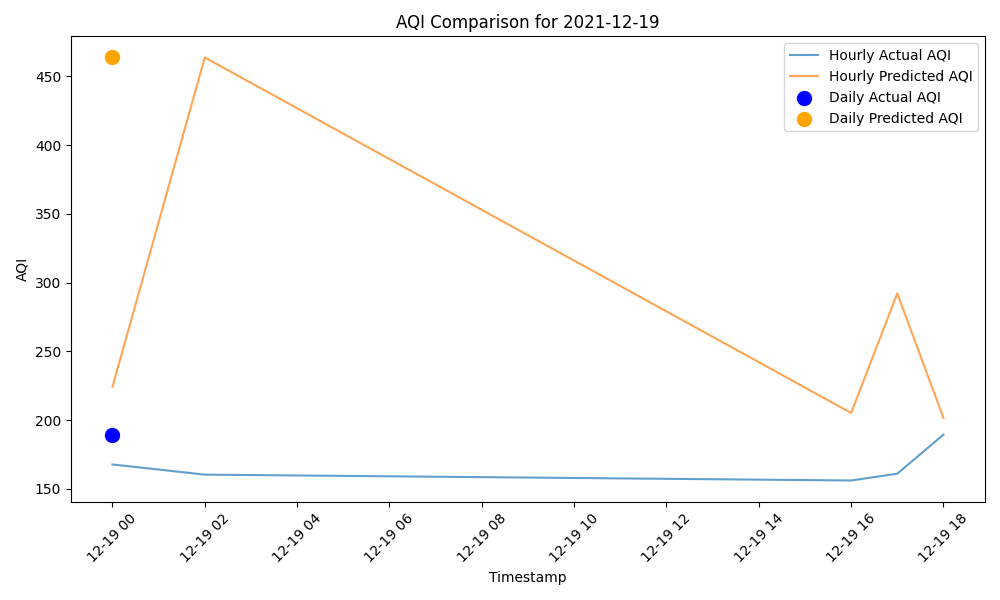 AQI Comparison for 2021-12-19
Hourly Actual AQI
Hourly Predicted AQI
Daily Actual AQI
Daily Predicted AQI
AQI
450
400
350
300
250
200
150
12-19 00
12-19 02
12-19 04
12-19 06
12-19 08
12-19 10
12-19 12
12-19 14
12-19 16
12-19 18
Timestamp